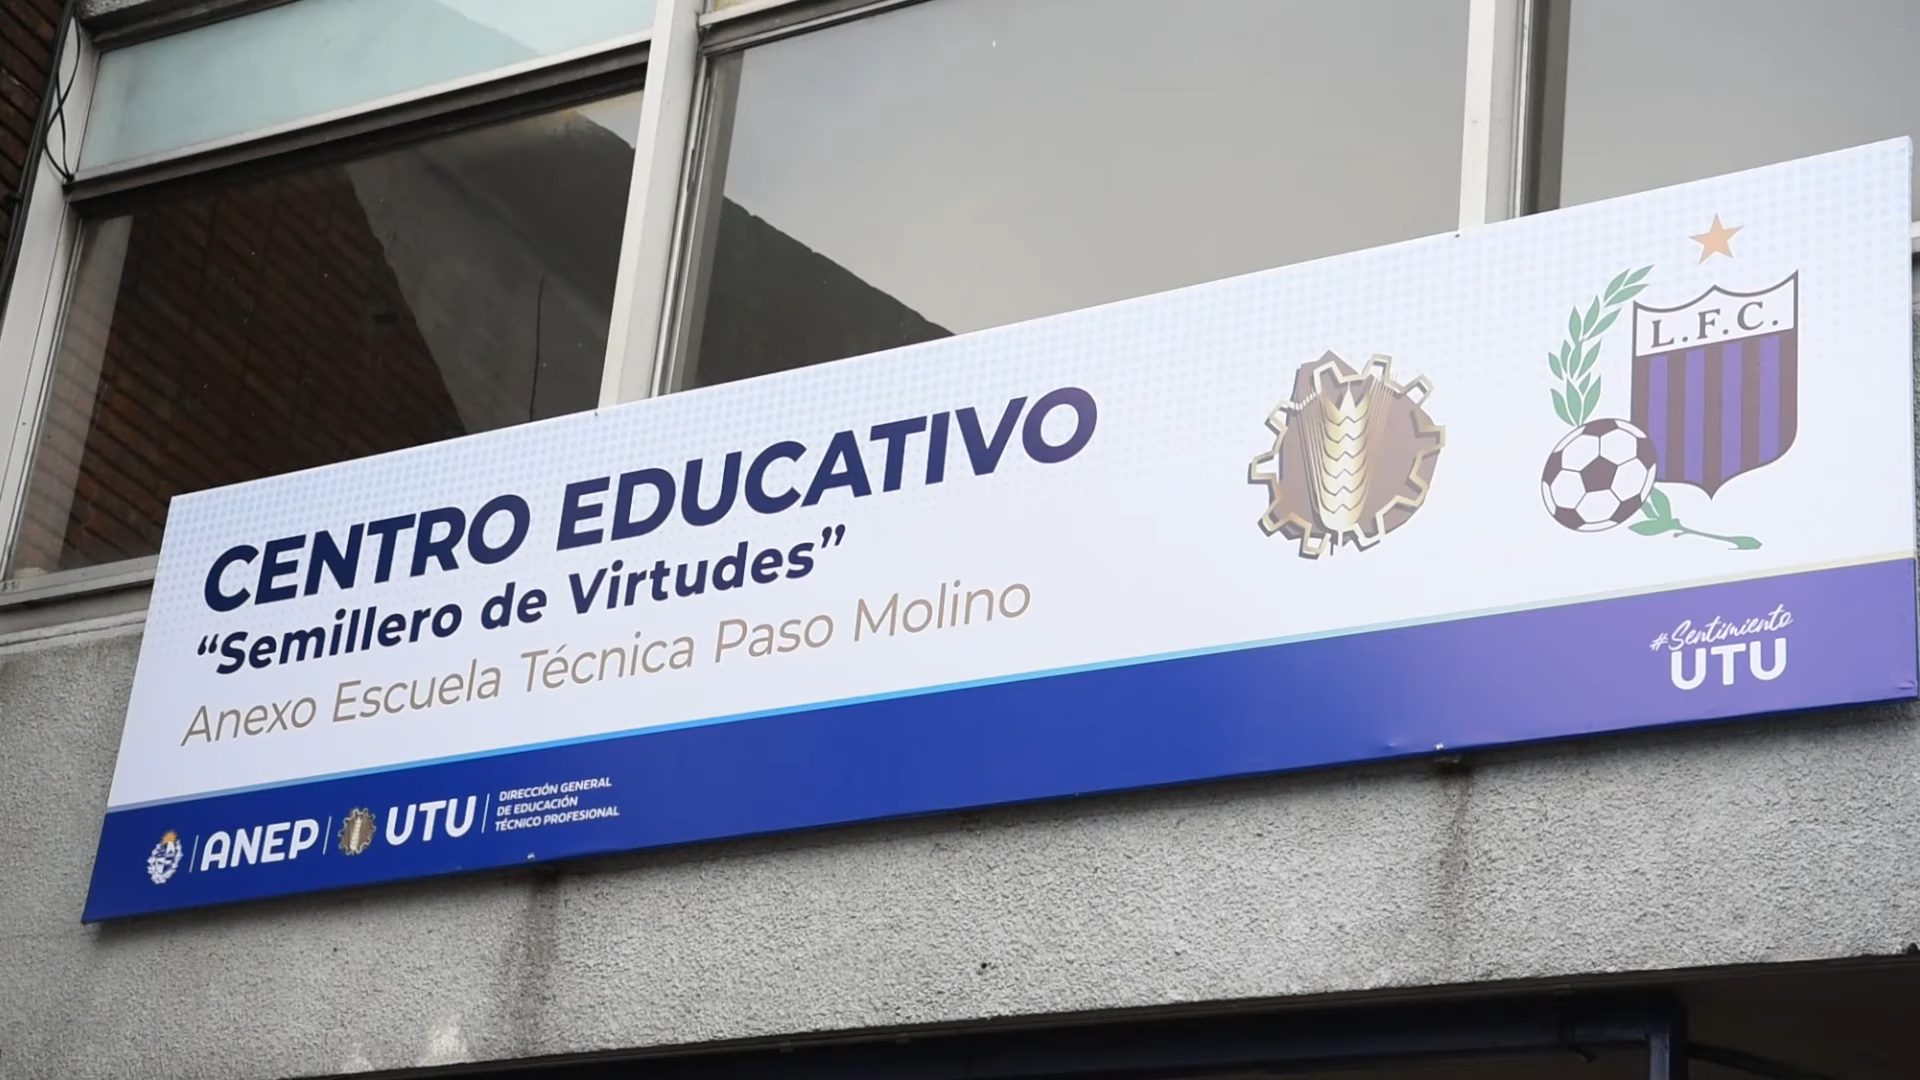 CENTRO EDUCATIVO
“Semillero de Virtudes”
Anexo Escuela Técnica Paso Molino
L.F.C.
#Sentimiento
UTU
ANEP
UTU
DIRECCIÓN GENERAL
DE EDUCACIÓN
TÉCNICO PROFESIONAL